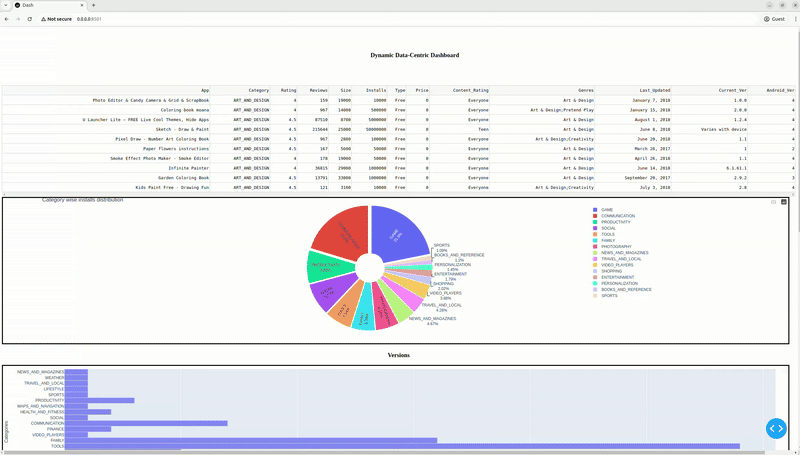 Dash
Not secure 0.0.0.0:8501
Guest
Dynamic Data-Centric Dashboard
App Category Rating Reviews Size Installs Type Price Content_Rating Genres Last_Updated Current_Ver Android_Ver
Photo Editor & Candy Camera & Grid & ScrapBook ART_AND_DESIGN 4 159 19000 10000 Free 0 Everyone Art & Design January 7, 2018 1.0.0 4
Coloring book moana ART_AND_DESIGN 4 967 14000 500000 Free 0 Everyone Art & Design;Pretend Play January 15, 2018 2.0.0 4
U Launcher Lite – FREE Live Cool Themes, Hide Apps ART_AND_DESIGN 4.5 87510 8700 5000000 Free 0 Everyone Art & Design August 1, 2018 1.2.4 4
Sketch - Draw & Paint ART_AND_DESIGN 4.5 215644 25000 50000000 Free 0 Teen Art & Design June 8, 2018 Varies with device 4
Pixel Draw - Number Art Coloring Book ART_AND_DESIGN 4.5 967 2800 100000 Free 0 Everyone Art & Design;Creativity June 20, 2018 1.1 4
Paper flowers instructions ART_AND_DESIGN 4.5 167 5600 50000 Free 0 Everyone Art & Design March 26, 2017 1 2
Smoke Effect Photo Maker - Smoke Editor ART_AND_DESIGN 4 178 19000 50000 Free 0 Everyone Art & Design April 26, 2018 1.1 4
Infinite Painter ART_AND_DESIGN 4 36815 29000 1000000 Free 0 Everyone Art & Design June 14, 2018 6.1.61.1 4
Garden Coloring Book ART_AND_DESIGN 4.5 13791 33000 1000000 Free 0 Everyone Art & Design September 20, 2017 2.9.2 3
Kids Paint Free - Drawing Fun ART_AND_DESIGN 4.5 121 3100 10000 Free 0 Everyone Art & Design;Creativity July 3, 2018 2.8 4
Category wise installs distribution
GAME
SPORTS
1.06%
BOOKS_AND_REFERENCE
PERSONALIZATION
1.45%
ENTERTAINMENT
1.79%
SHOPPING
2.02%
VIDEO_PLAYERS
3.86%
TRAVEL_AND_LOCAL
4.26%
NEWS_AND_MAGAZINES
4.67%
GAME
COMMUNICATION
PRODUCTIVITY
SOCIAL
TOOLS
FAMILY
PHOTOGRAPHY
NEWS_AND_MAGAZINES
TRAVEL_AND_LOCAL
VIDEO_PLAYERS
SHOPPING
ENTERTAINMENT
PERSONALIZATION
BOOKS_AND_REFERENCE
SPORTS
Versions
NEWS_AND_MAGAZINES
WEATHER
TRAVEL_AND_LOCAL
LIFESTYLE
SPORTS
PRODUCTIVITY
MAPS_AND_NAVIGATION
HEALTH_AND_FITNESS
SOCIAL
COMMUNICATION
FINANCE
VIDEO_PLAYERS
FAMILY
TOOLS
Categories